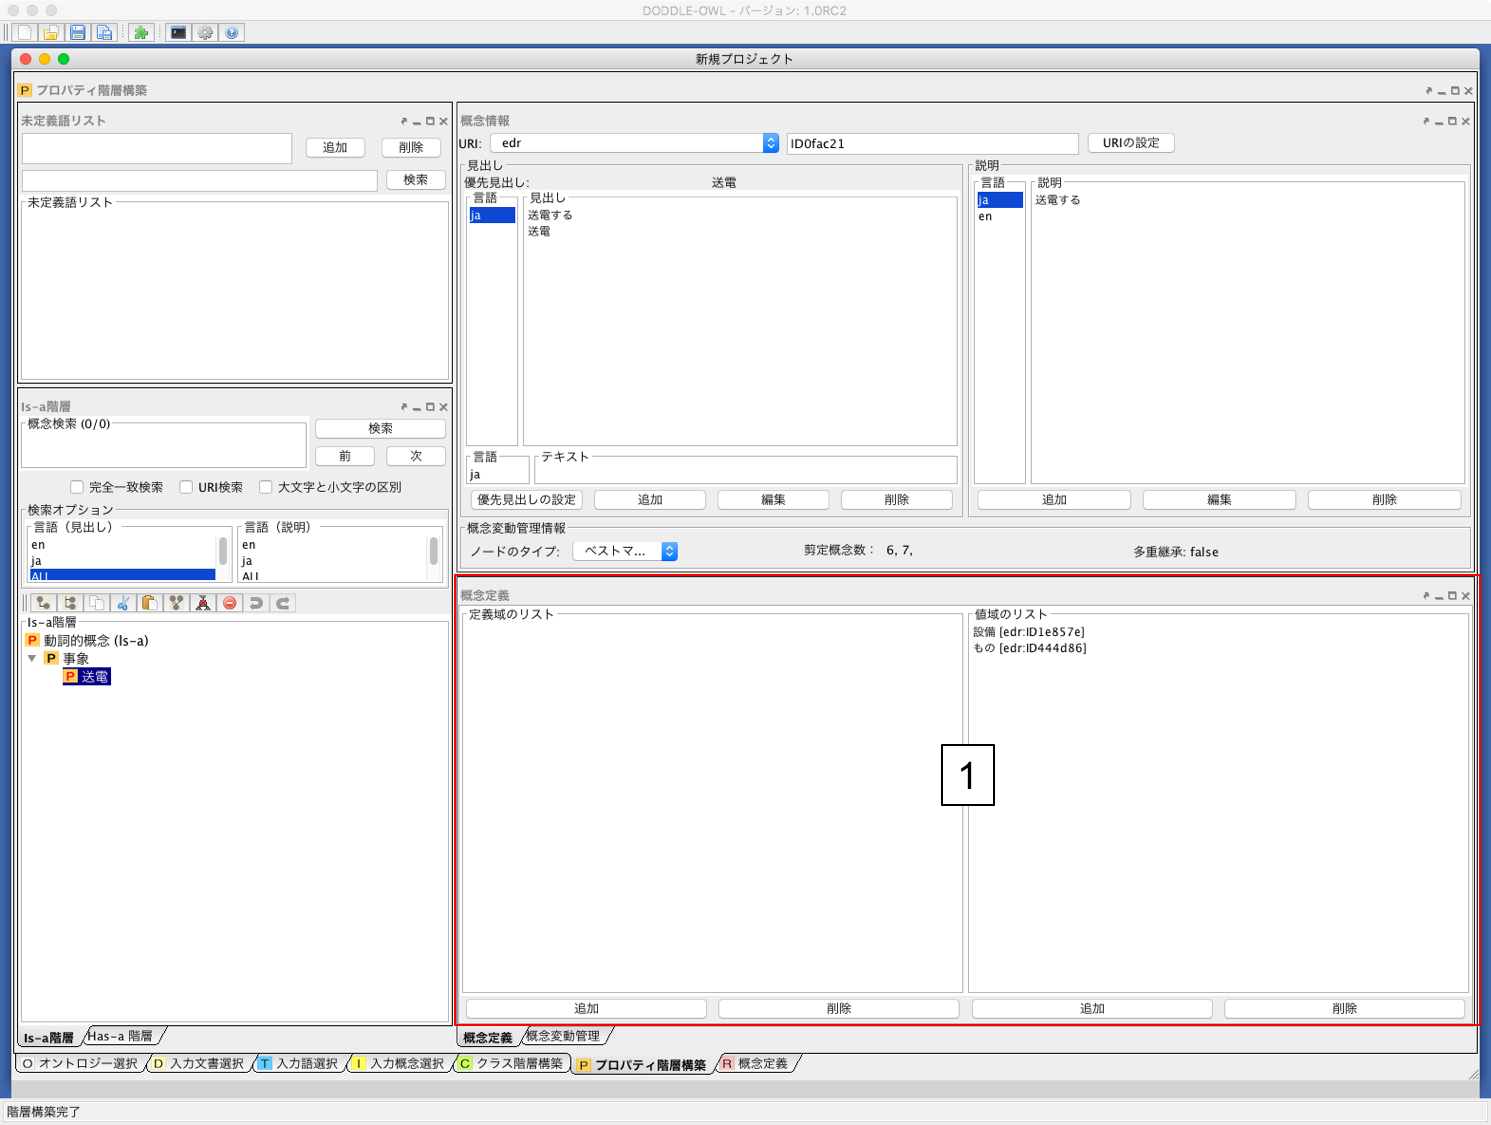 DODDLE-OWL - バージョン: 1.0RC2
新規プロジェクト
P プロパティ階層構築
未定義語リスト
追加 削除
検索
未定義語リスト
Is-a階層
概念検索 (0/0)
検索
前 次
完全一致検索 URI検索 大文字と小文字の区別
検索オプション
言語（見出し） 言語（説明）
en en
ja ja
ALL ALL
Is-a階層
P 動詞的概念 (Is-a)
P 事象
P 送電
Is-a階層 Has-a 階層
概念情報
URI: edr ID0fac21 URIの設定
見出し
優先見出し: 送電
言語 見出し
ja 送電する
送電
言語 テキスト
ja
優先見出しの設定 追加 編集 削除
説明
言語 説明
ja 送電する
en
追加 編集 削除
概念変動管理情報
ノードのタイプ: ベストマ... 剪定概念数： 6, 7, 多重継承: false
概念定義
定義域のリスト 値域のリスト
設備 [edr:ID1e857e]
もの [edr:ID444d86]
1
追加 削除 追加 削除
概念定義 概念変動管理
O オントロジー選択 D 入力文書選択 T 入力語選択 I 入力概念選択 C クラス階層構築 P プロパティ階層構築 R 概念定義
階層構築完了